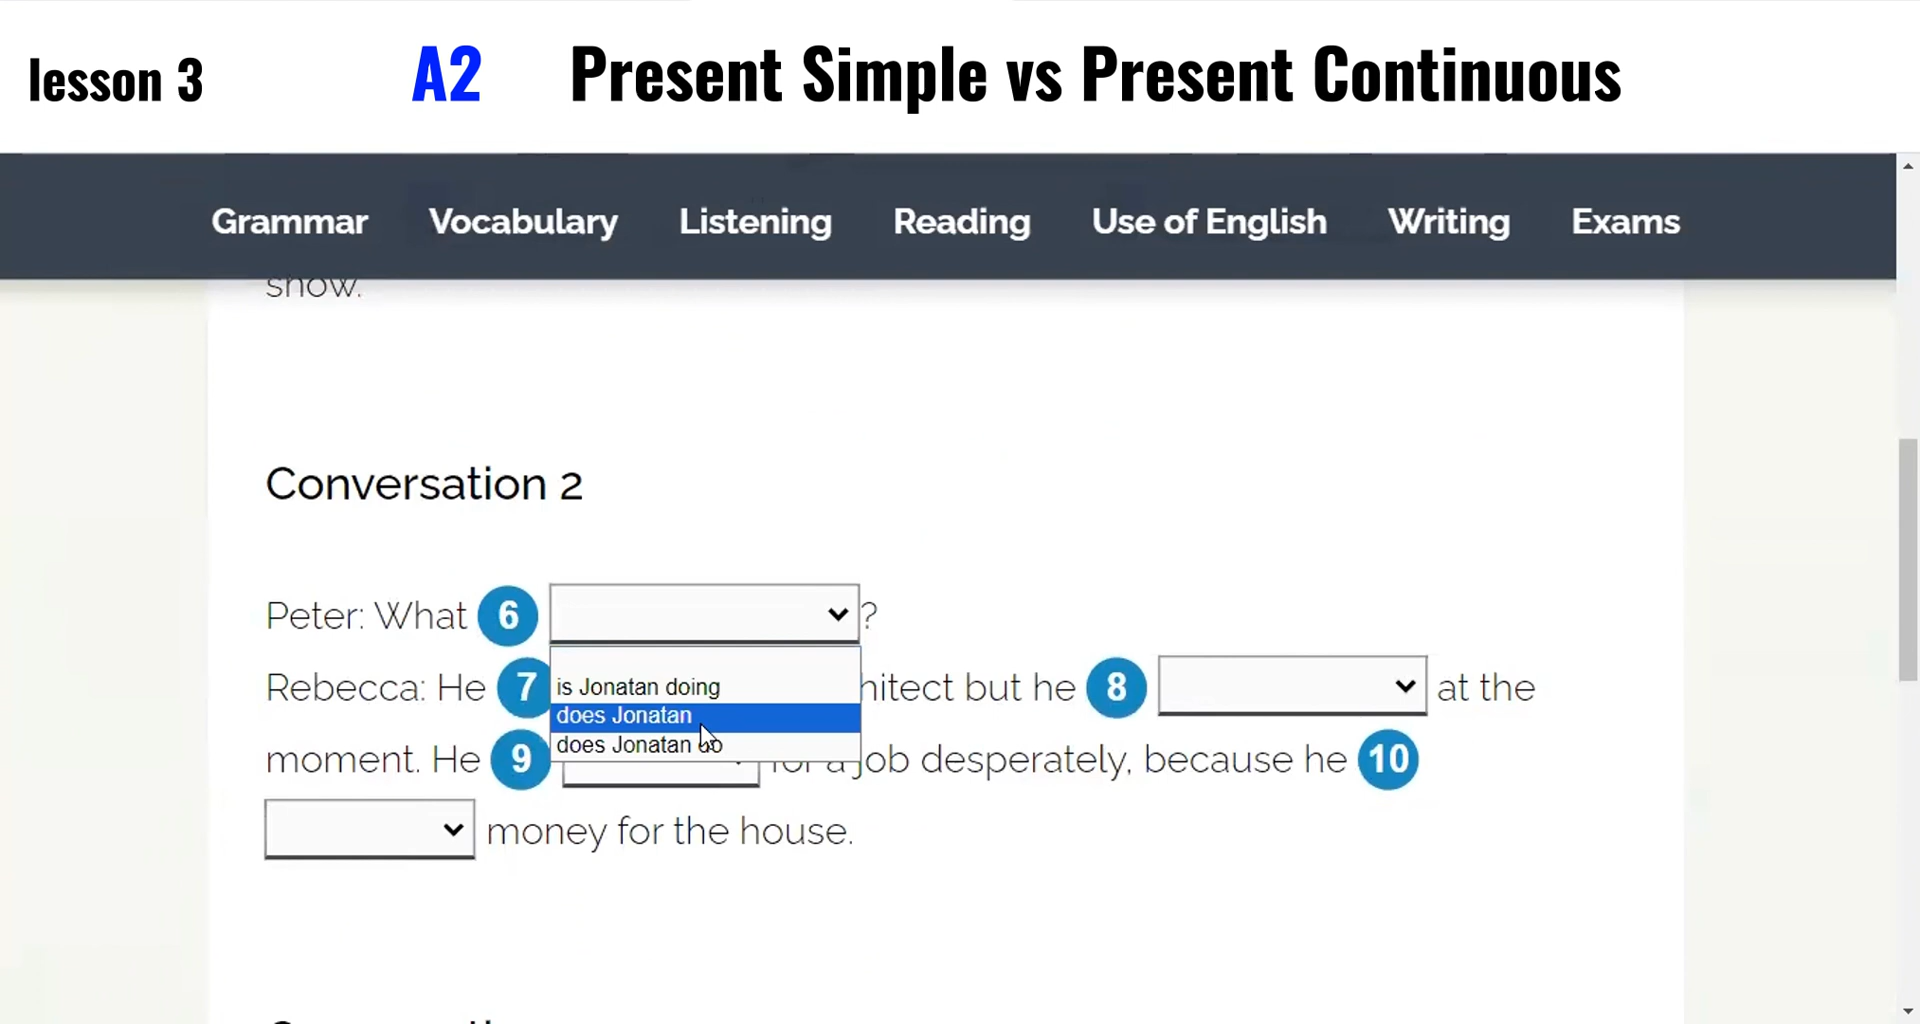 lesson 3 A2 Present Simple vs Present Continuous
Grammar Vocabulary Listening Reading Use of English Writing Exams
show.
Conversation 2
Peter: What 6 ?
is Jonatan doing
does Jonatan
does Jonatan
Rebecca: He 7 hitect but he 8 at the
moment. He 9 job desperately, because he 10
money for the house.